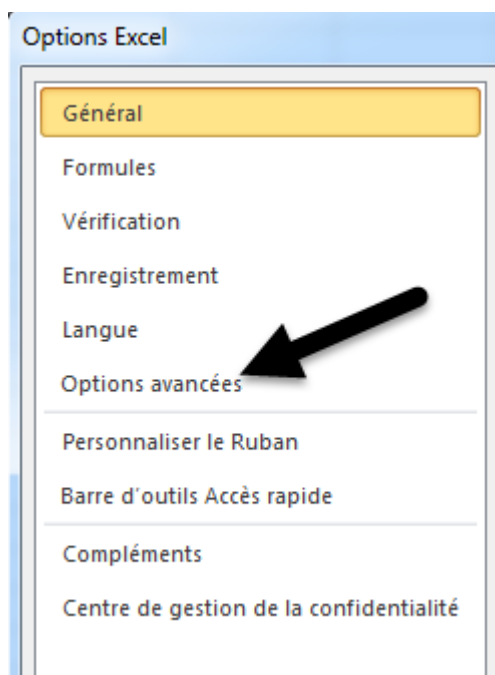 Options Excel
Général
Formules
Vérification
Enregistrement
Langue
Options avancées
Personnaliser le Ruban
Barre d'outils Accès rapide
Compléments
Centre de gestion de la confidentialité